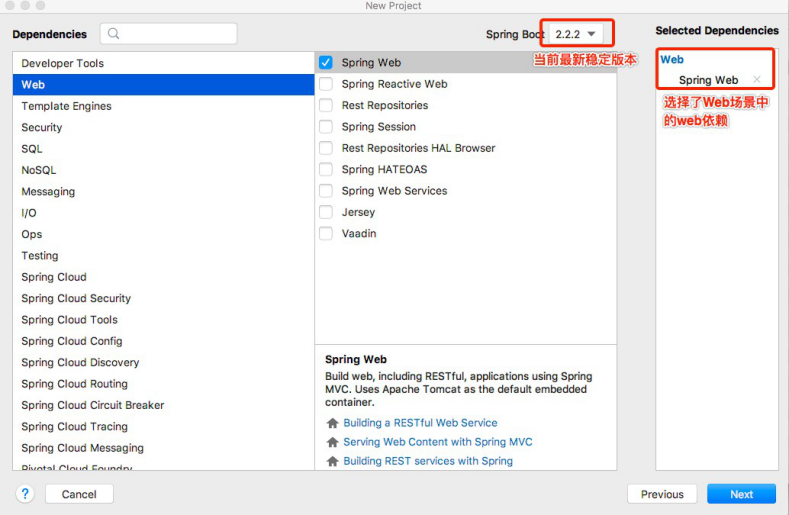 New Project
Dependencies
Spring Boot 2.2.2
Selected Dependencies
当前最新稳定版本
Developer Tools
Web
Template Engines
Security
SQL
NoSQL
Messaging
I/O
Ops
Testing
Spring Cloud
Spring Cloud Security
Spring Cloud Tools
Spring Cloud Config
Spring Cloud Discovery
Spring Cloud Routing
Spring Cloud Circuit Breaker
Spring Cloud Tracing
Spring Cloud Messaging
Pivotal Cloud Foundry
Spring Web
Spring Reactive Web
Rest Repositories
Spring Session
Rest Repositories HAL Browser
Spring HATEOAS
Spring Web Services
Jersey
Vaadin
Spring Web
Build web, including RESTful, applications using Spring
MVC. Uses Apache Tomcat as the default embedded
container.
Building a RESTful Web Service
Serving Web Content with Spring MVC
Building REST services with Spring
Web
Spring Web ×
选择了Web场景中
的web依赖
?
Cancel
Previous
Next